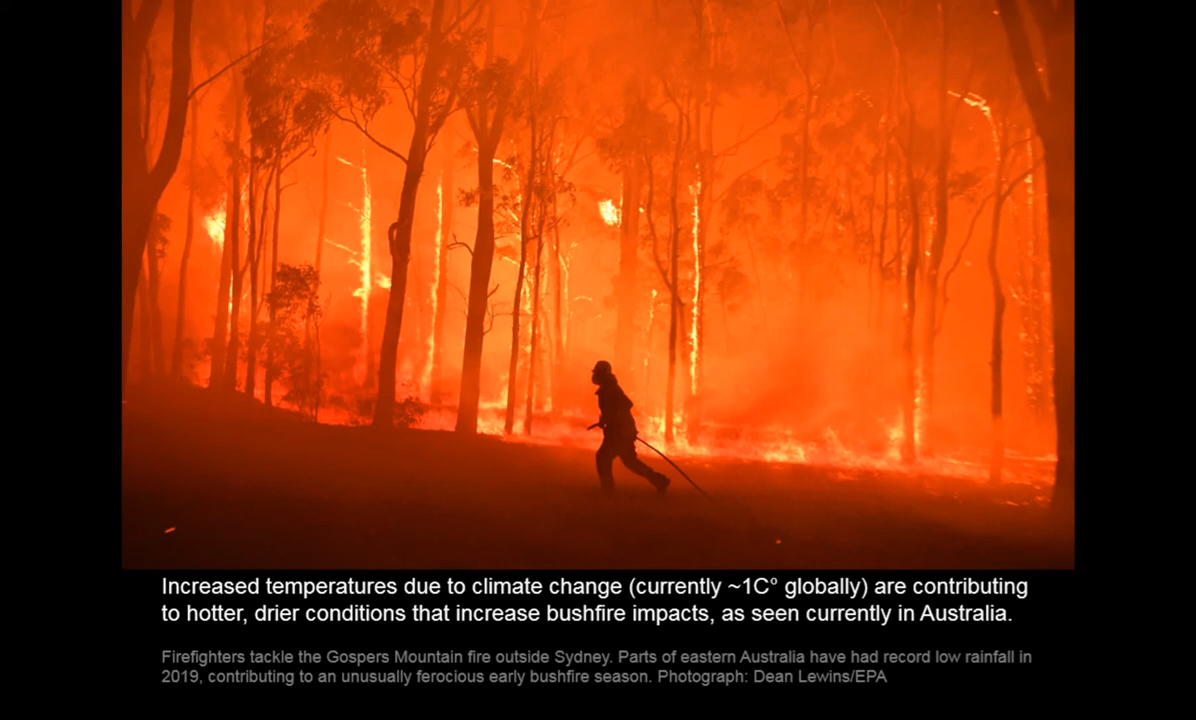 Increased temperatures due to climate change (currently ~1C° globally) are contributing
to hotter, drier conditions that increase bushfire impacts, as seen currently in Australia.
Firefighters tackle the Gospers Mountain fire outside Sydney. Parts of eastern Australia have had record low rainfall in
2019, contributing to an unusually ferocious early bushfire season. Photograph: Dean Lewins/EPA